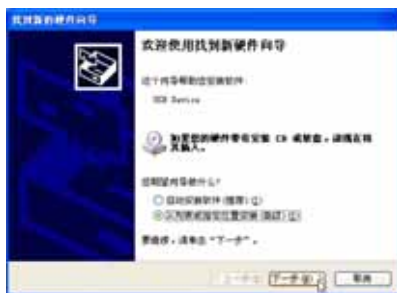 找到新的硬件向导
欢迎使用找到新硬件向导
这个向导帮助您安装软件:
USB Device
如果您的硬件带有安装 CD 或软盘，请现在将
其插入。
您期望向导做什么?
自动安装软件(推荐)(I)
从列表或指定位置安装(高级)(S)
要继续，请单击“下一步”。
下一步(N)
取消